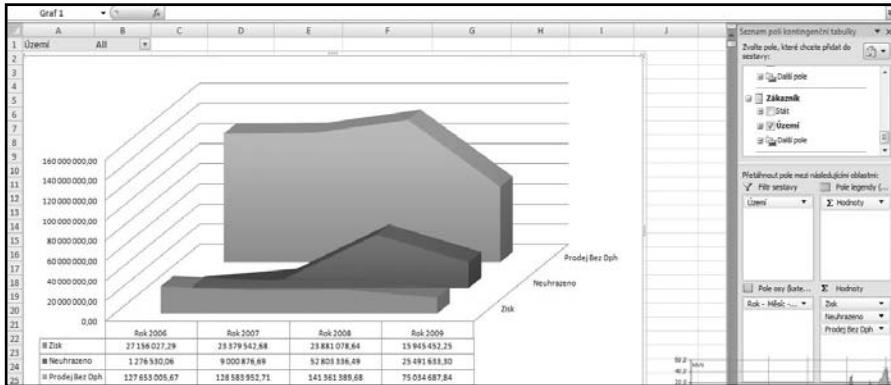 Graf 1
fx
A B C D E F G H I J
1 Území All
2
3
4
5
6
7
8
9
10
11
12
13
14
15
16
17
18
19
20
21
22
23
24
25
160 000 000,00
140 000 000,00
120 000 000,00
100 000 000,00
80 000 000,00
60 000 000,00
40 000 000,00
20 000 000,00
0,00
Prodej Bez Dph
Neuhrazeno
Zisk
Rok 2006 Rok 2007 Rok 2008 Rok 2009
Zisk 27 156 027,29 23 379 542,68 23 881 078,64 15 945 452,25
Neuhrazeno 1 276 530,06 9 000 876,69 52 803 336,49 25 491 633,30
Prodej Bez Dph 127 653 005,67 128 583 952,71 141 361 389,68 75 034 687,84
Seznam polí kontingenční tabulky
Zvolte pole, které chcete přidat do
sestavy:
Další pole
Zákazník
Stát
Území
Další pole
Přetáhnout pole mezi následujícími oblastmi:
Filtr sestavy Pole legendy (...
Území Σ Hodnoty
Pole osy (kate... Σ Hodnoty
Rok - Měsíc -... Zisk
Neuhrazeno
Prodej Bez Dph